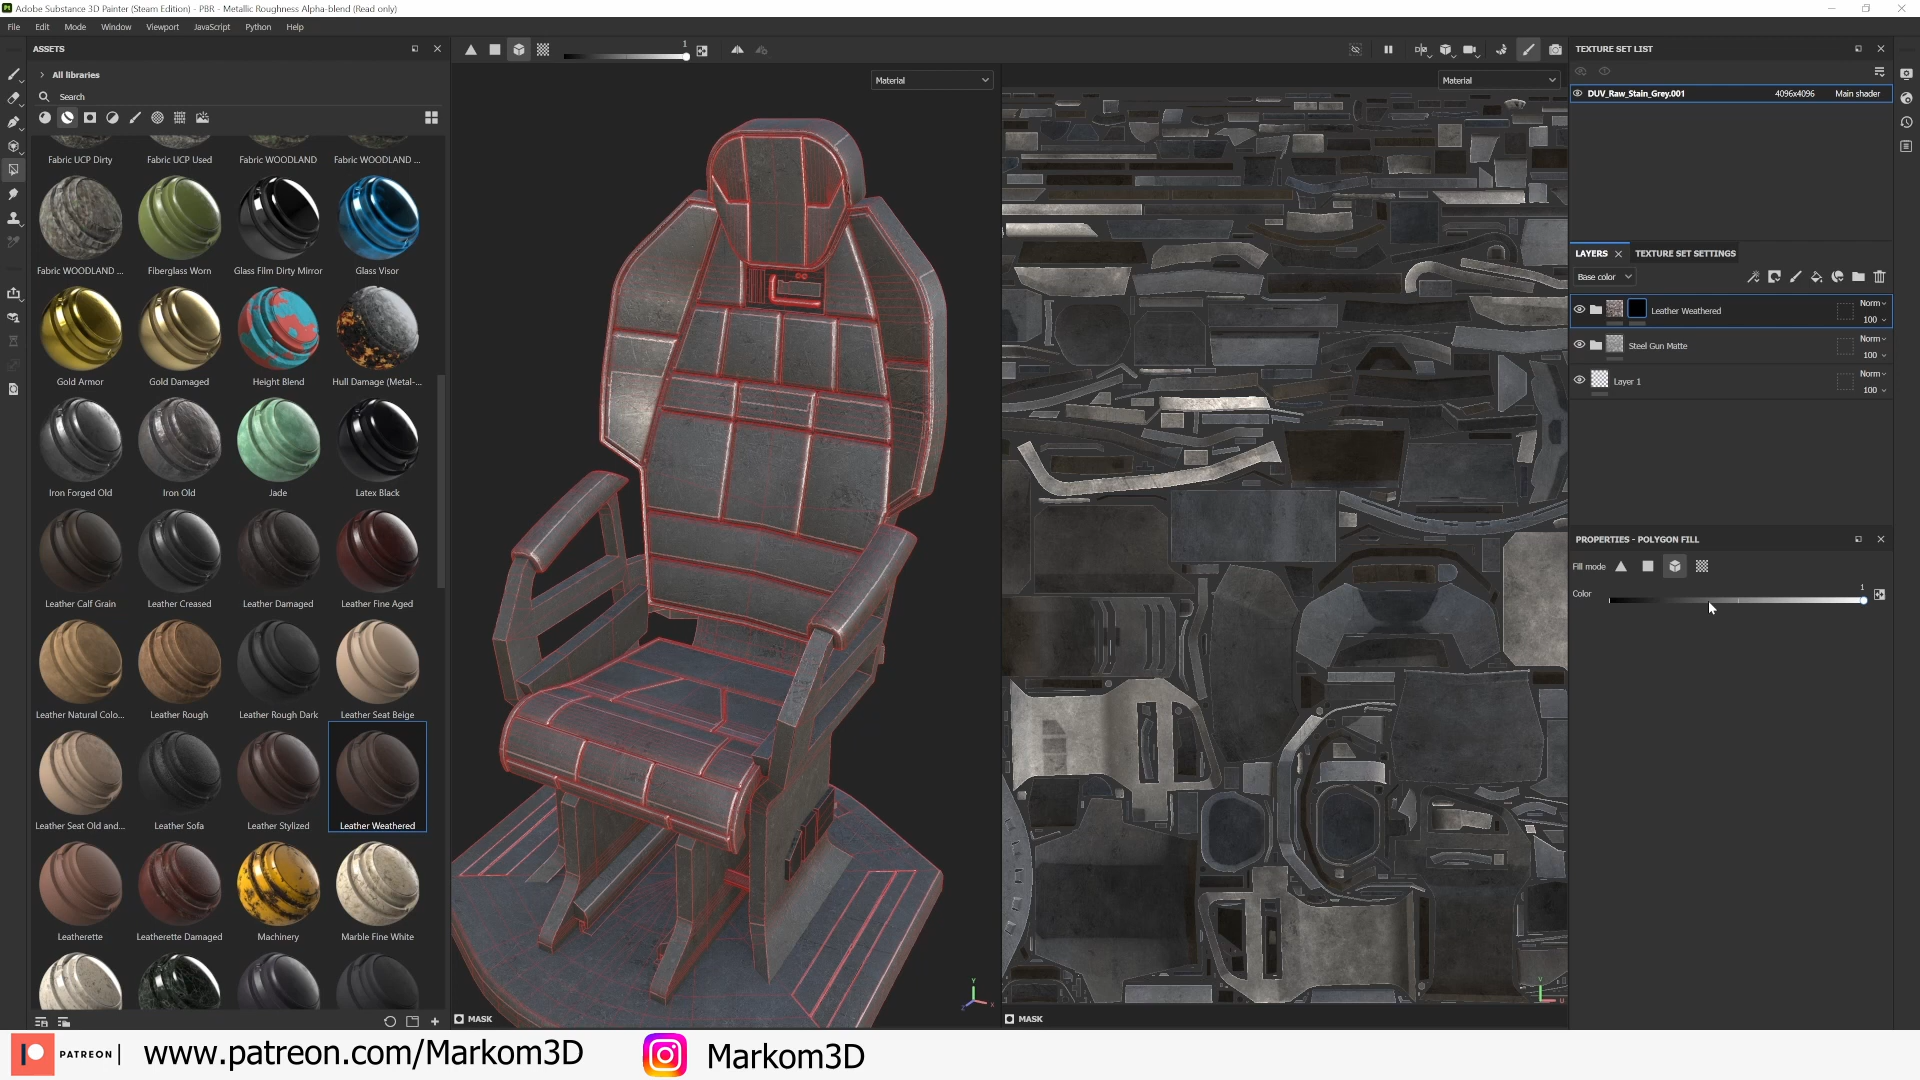 Adobe Substance 3D Painter (Steam Edition) - PBR - Metallic Roughness Alpha-blend (Read only)
File Edit Mode Window Viewport JavaScript Python Help
ASSETS
All libraries
Search
Fabric UCP Dirty Fabric UCP Used Fabric WOODLAND Fabric WOODLAND ...
Fabric WOODLAND ... Fiberglass Worn Glass Film Dirty Mirror Glass Visor
Gold Armor Gold Damaged Height Blend Hull Damage (Metal-...
Iron Forged Old Iron Old Jade Latex Black
Leather Calf Grain Leather Creased Leather Damaged Leather Fine Aged
Leather Natural Colo... Leather Rough Leather Rough Dark Leather Seat Beige
Leather Seat Old and... Leather Sofa Leather Stylized Leather Weathered
Leatherette Leatherette Damaged Machinery Marble Fine White
1
Material
MASK
Material
MASK
TEXTURE SET LIST
DUV_Raw_Stain_Grey.001 4096x4096 Main shader
LAYERS TEXTURE SET SETTINGS
Base color
Leather Weathered Norm 100
Steel Gun Matte Norm 100
Layer 1 Norm 100
PROPERTIES - POLYGON FILL
Fill mode
Color 1
PATREON | www.patreon.com/Markom3D Markom3D